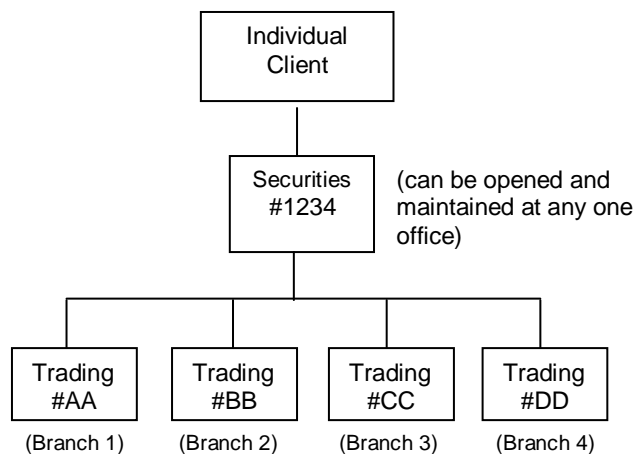 Individual
Client
Securities
#1234
(can be opened and
maintained at any one
office)
Trading
#AA
Trading
#BB
Trading
#CC
Trading
#DD
(Branch 1)
(Branch 2)
(Branch 3)
(Branch 4)